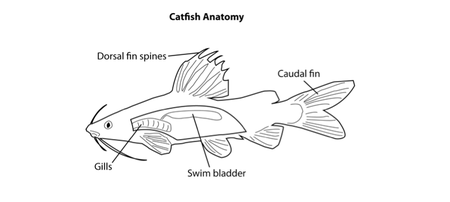 Catfish Anatomy
Dorsal fin spines
Caudal fin
Gills
Swim bladder